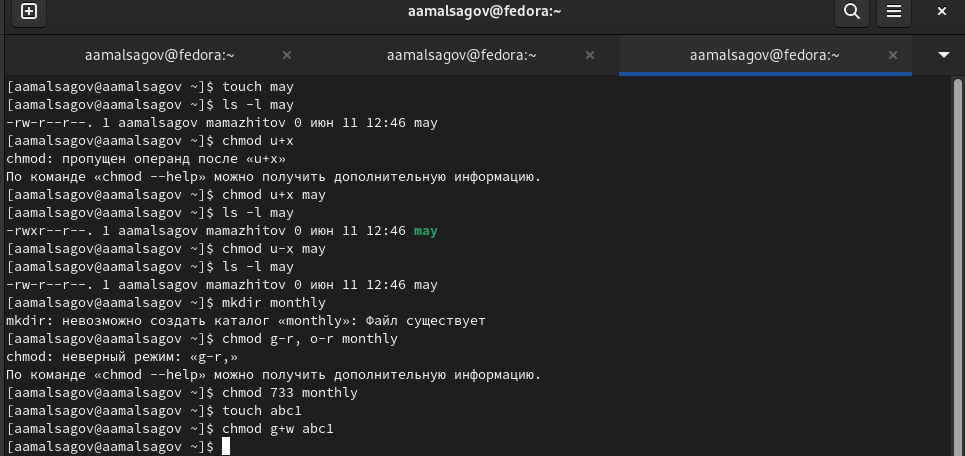 aamalsagov@fedora:~
aamalsagov@fedora:~ aamalsagov@fedora:~ aamalsagov@fedora:~
[aamalsagov@aamalsagov ~]$ touch may
[aamalsagov@aamalsagov ~]$ ls -l may
-rw-r--r--. 1 aamalsagov mamazhitov 0 июн 11 12:46 may
[aamalsagov@aamalsagov ~]$ chmod u+x
chmod: пропущен операнд после «u+x»
По команде «chmod --help» можно получить дополнительную информацию.
[aamalsagov@aamalsagov ~]$ chmod u+x may
[aamalsagov@aamalsagov ~]$ ls -l may
-rwxr--r--. 1 aamalsagov mamazhitov 0 июн 11 12:46 may
[aamalsagov@aamalsagov ~]$ chmod u-x may
[aamalsagov@aamalsagov ~]$ ls -l may
-rw-r--r--. 1 aamalsagov mamazhitov 0 июн 11 12:46 may
[aamalsagov@aamalsagov ~]$ mkdir monthly
mkdir: невозможно создать каталог «monthly»: Файл существует
[aamalsagov@aamalsagov ~]$ chmod g-r, o-r monthly
chmod: неверный режим: «g-r,»
По команде «chmod --help» можно получить дополнительную информацию.
[aamalsagov@aamalsagov ~]$ chmod 733 monthly
[aamalsagov@aamalsagov ~]$ touch abc1
[aamalsagov@aamalsagov ~]$ chmod g+w abc1
[aamalsagov@aamalsagov ~]$